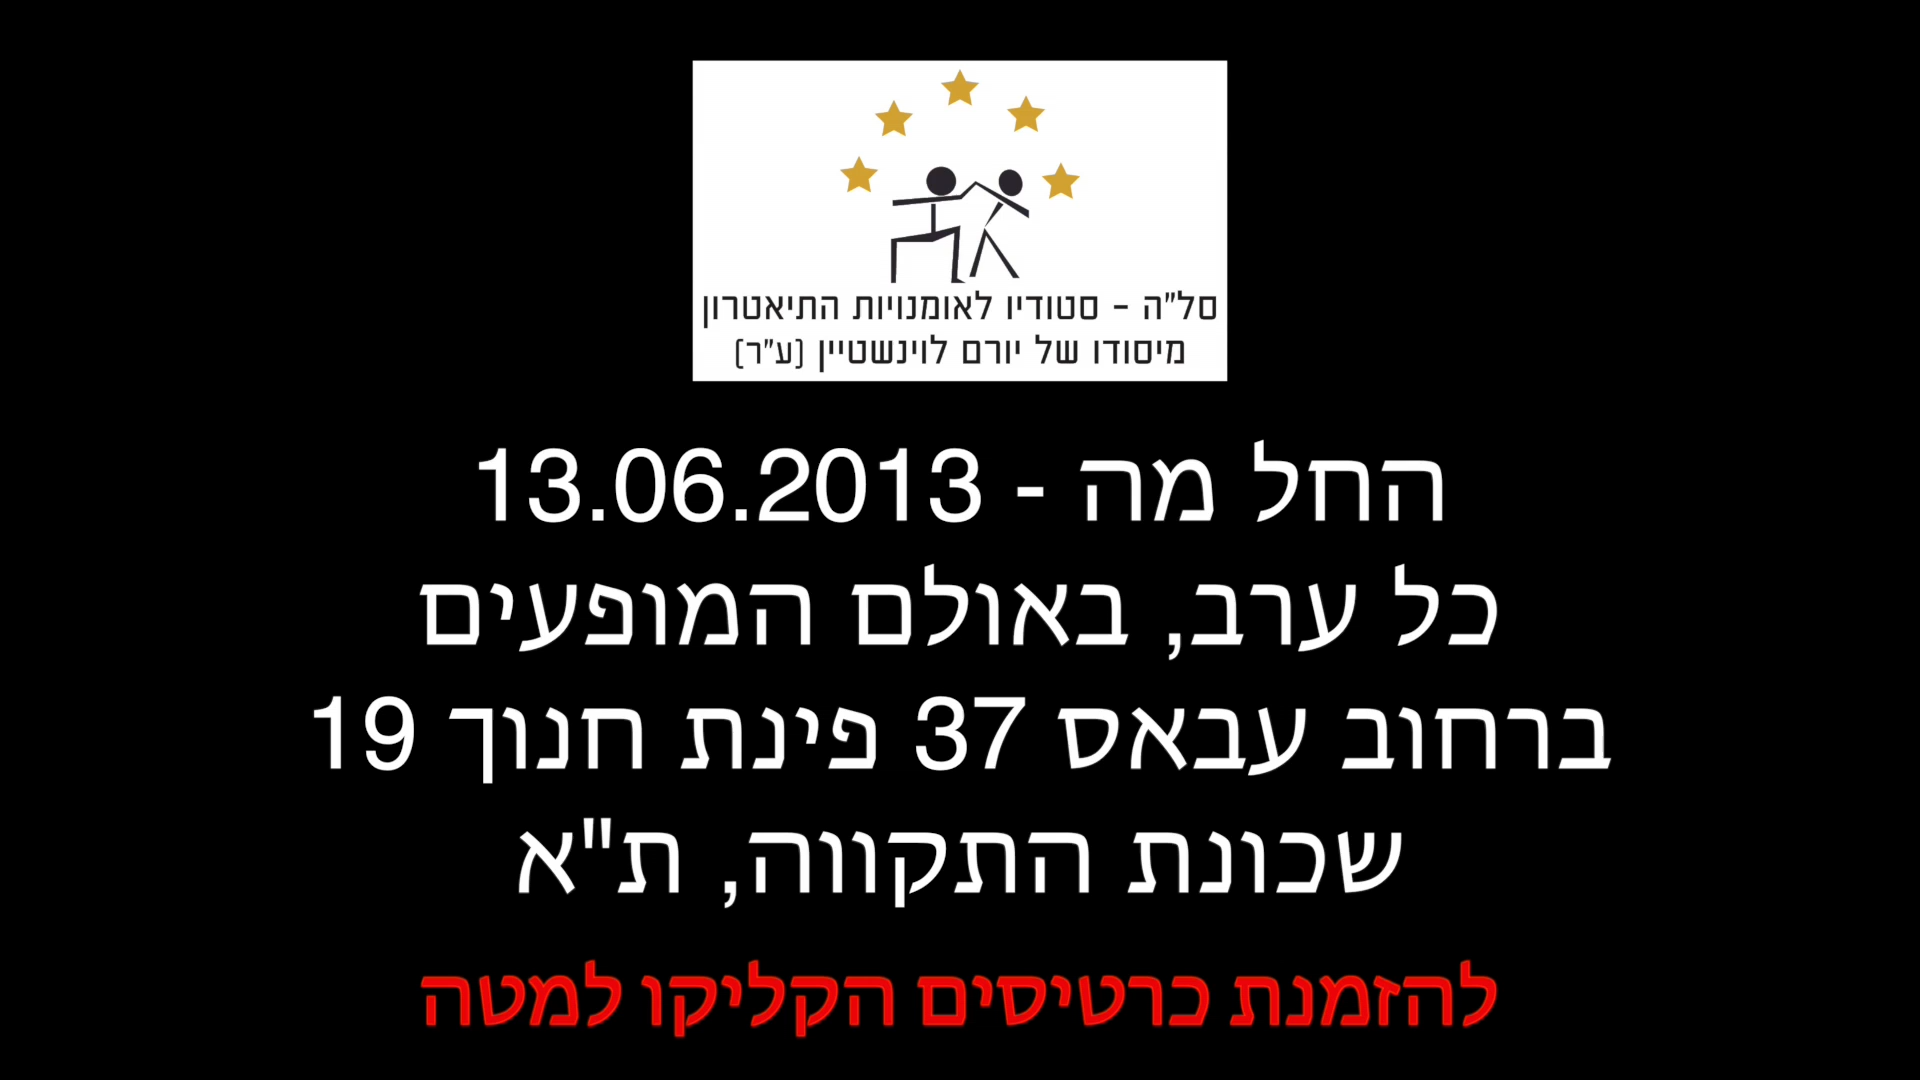 סל"ה - סטודיו לאומנויות התיאטרון
מיסודו של יורם לוינשטיין (ע"ר)
החל מה - 13.06.2013
כל ערב, באולם המופעים
ברחוב עבאס 37 פינת חנוך 19
שכונת התקווה, ת"א
להזמנת כרטיסים הקליקו למטה